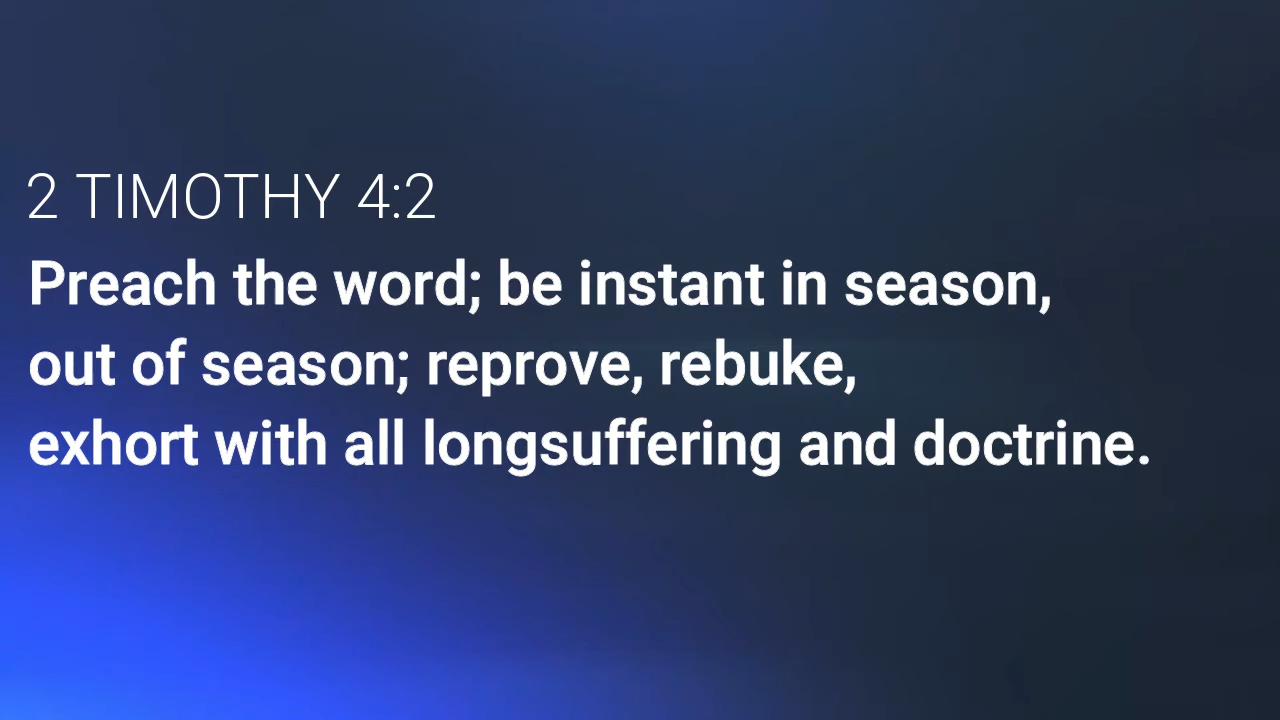 2 TIMOTHY 4:2
Preach the word; be instant in season,
out of season; reprove, rebuke,
exhort with all longsuffering and doctrine.